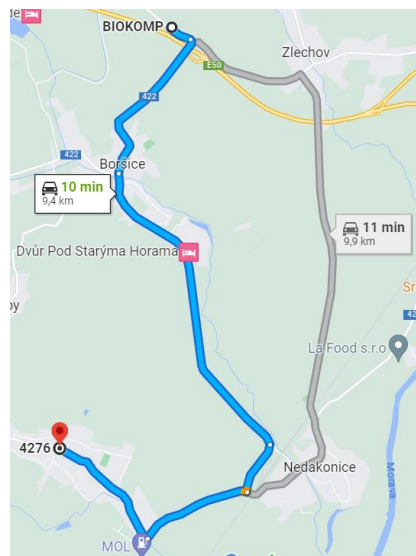 BIOKOMP
Zlechov
E50
422
422
Boršice
10 min
9,4 km
11 min
9,9 km
Dvůr Pod Starýma Horama
La Food s.r.o
4276
Nedakonice
Morava
MOL